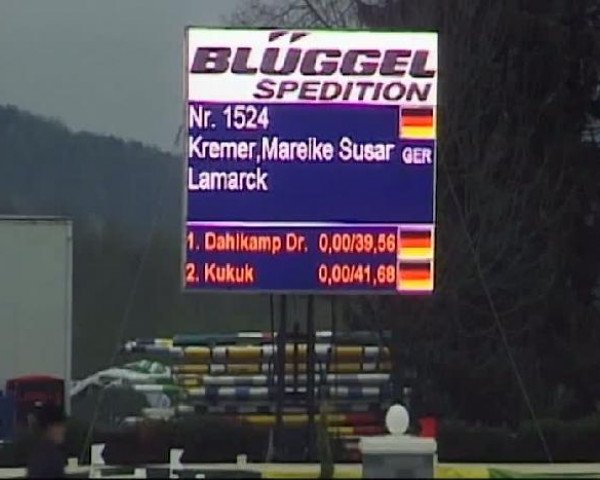 BLÜGGEL
SPEDITION
Nr. 1524
Kremer,Mareike Susar GER
Lamarck
1. Dahlkamp Dr. 0,00/39,56
2. Kukuk 0,00/41,68